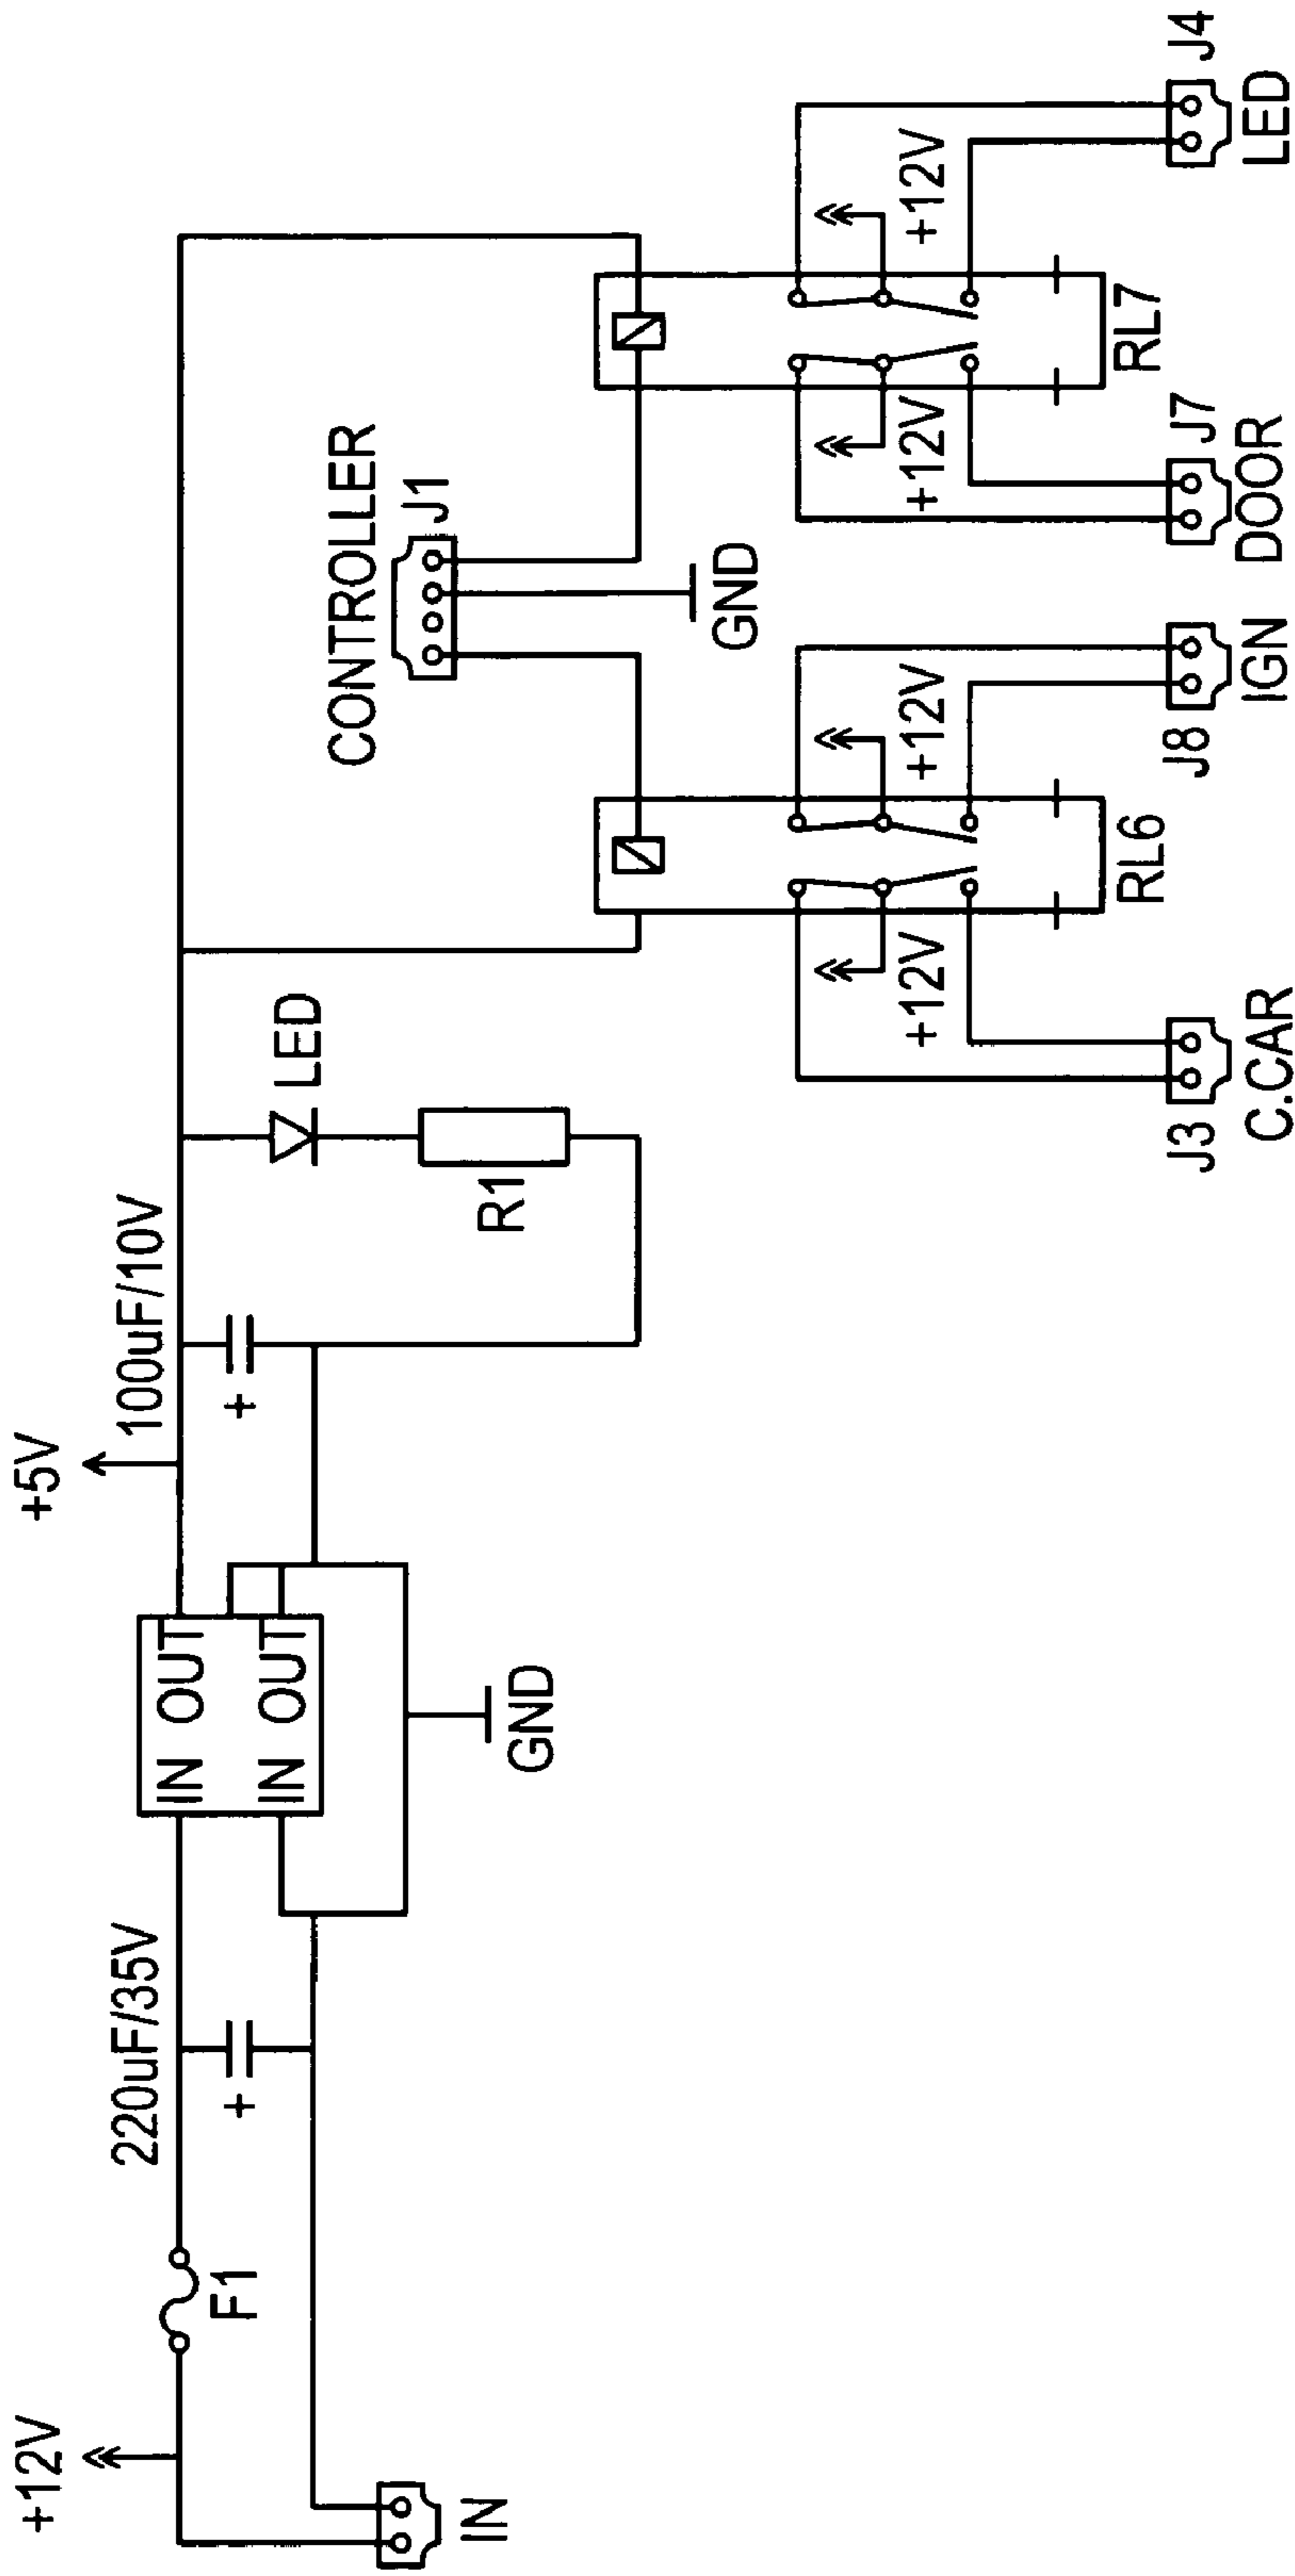 +12V
F1
IN
220uF/35V
+
IN OUT
IN OUT
GND
+5V
100uF/10V
+
LED
R1
CONTROLLER
J1
GND
+12V
+12V
RL6
J3
C.CAR
J8
IGN
+12V
+12V
RL7
J7
DOOR
J4
LED